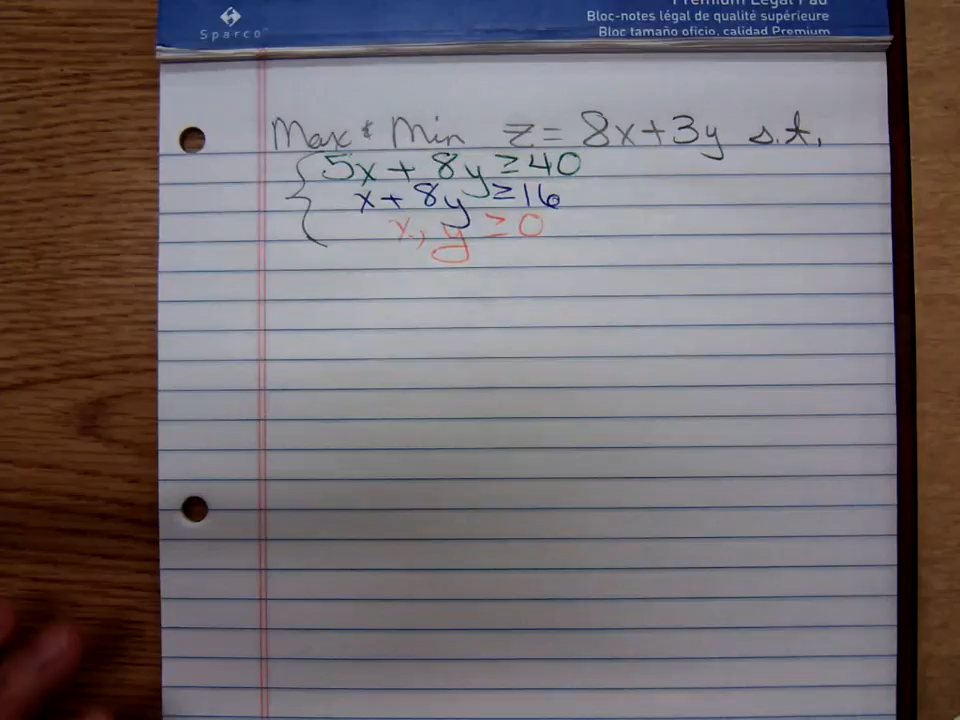 Premium Legal Pad
Sparco
Bloc-notes légal de qualité supérieure
Bloc tamaño oficio, calidad Premium
Max & Min z = 8x + 3y s.t.
5x + 8y ≥ 40
x + 8y ≥ 16
x, y ≥ 0